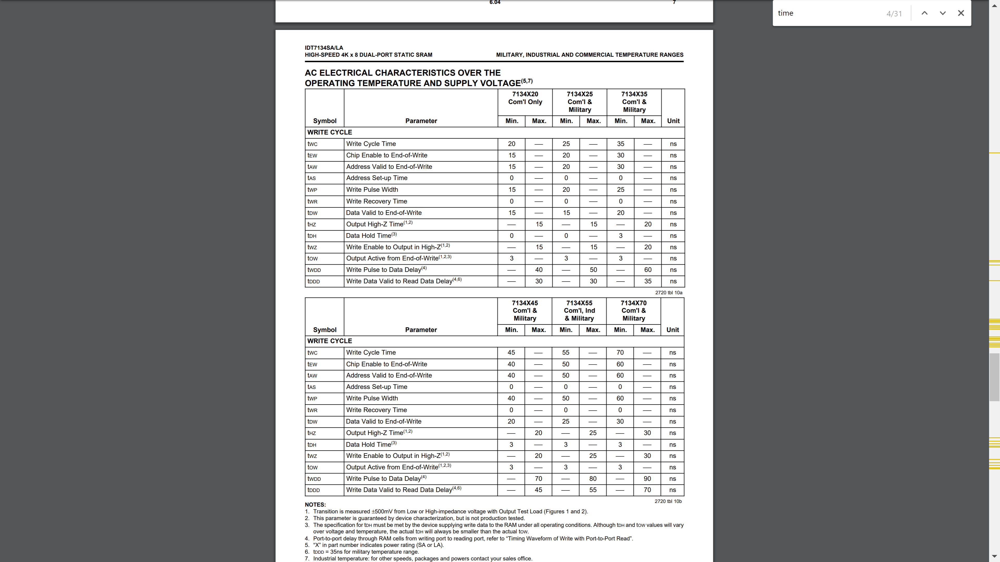 6.04 7
time 4/31
IDT7134SA/LA
HIGH-SPEED 4K x 8 DUAL-PORT STATIC SRAM MILITARY, INDUSTRIAL AND COMMERCIAL TEMPERATURE RANGES
AC ELECTRICAL CHARACTERISTICS OVER THE
OPERATING TEMPERATURE AND SUPPLY VOLTAGE(5,7)
7134X20 7134X25 7134X35
Com'l Only Com'l & Com'l &
Military Military
Symbol Parameter Min. Max. Min. Max. Min. Max. Unit
WRITE CYCLE
tWC Write Cycle Time 20 — 25 — 35 — ns
tEW Chip Enable to End-of-Write 15 — 20 — 30 — ns
tAW Address Valid to End-of-Write 15 — 20 — 30 — ns
tAS Address Set-up Time 0 — 0 — 0 — ns
tWP Write Pulse Width 15 — 20 — 25 — ns
tWR Write Recovery Time 0 — 0 — 0 — ns
tDW Data Valid to End-of-Write 15 — 15 — 20 — ns
tHZ Output High-Z Time(1,2) — 15 — 15 — 20 ns
tDH Data Hold Time(3) 0 — 0 — 3 — ns
tWZ Write Enable to Output in High-Z(1,2) — 15 — 15 — 20 ns
tOW Output Active from End-of-Write(1,2,3) 3 — 3 — 3 — ns
tWDD Write Pulse to Data Delay(4) — 40 — 50 — 60 ns
tDDD Write Data Valid to Read Data Delay(4,6) — 30 — 30 — 35 ns
2720 tbl 10a
7134X45 7134X55 7134X70
Com'l & Com'l, Ind Com'l &
Military & Military Military
Symbol Parameter Min. Max. Min. Max. Min. Max. Unit
WRITE CYCLE
tWC Write Cycle Time 45 — 55 — 70 — ns
tEW Chip Enable to End-of-Write 40 — 50 — 60 — ns
tAW Address Valid to End-of-Write 40 — 50 — 60 — ns
tAS Address Set-up Time 0 — 0 — 0 — ns
tWP Write Pulse Width 40 — 50 — 60 — ns
tWR Write Recovery Time 0 — 0 — 0 — ns
tDW Data Valid to End-of-Write 20 — 25 — 30 — ns
tHZ Output High-Z Time(1,2) — 20 — 25 — 30 ns
tDH Data Hold Time(3) 3 — 3 — 3 — ns
tWZ Write Enable to Output in High-Z(1,2) — 20 — 25 — 30 ns
tOW Output Active from End-of-Write(1,2,3) 3 — 3 — 3 — ns
tWDD Write Pulse to Data Delay(4) — 70 — 80 — 90 ns
tDDD Write Data Valid to Read Data Delay(4,6) — 45 — 55 — 70 ns
2720 tbl 10b
NOTES:
1. Transition is measured ±500mV from Low or High-impedance voltage with Output Test Load (Figures 1 and 2).
2. This parameter is guaranteed by device characterization, but is not production tested.
3. The specification for tDH must be met by the device supplying write data to the RAM under all operating conditions. Although tDH and tOW values will vary
over voltage and temperature, the actual tDH will always be smaller than the actual tOW.
4. Port-to-port delay through RAM cells from writing port to reading port, refer to “Timing Waveform of Write with Port-to-Port Read”.
5. “X” in part number indicates power rating (SA or LA).
6. tDDD = 35ns for military temperature range.
7. Industrial temperature: for other speeds, packages and powers contact your sales office.